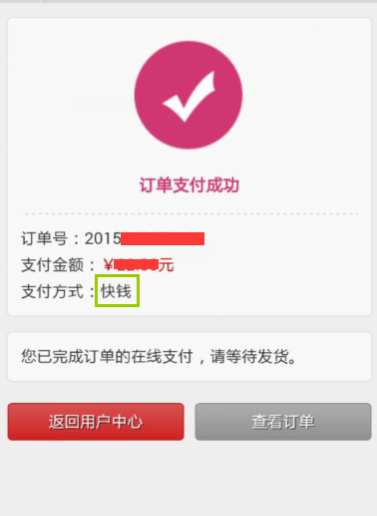 订单支付成功
订单号：2015
支付金额：￥元
支付方式：快钱
您已完成订单的在线支付，请等待发货。
返回用户中心
查看订单